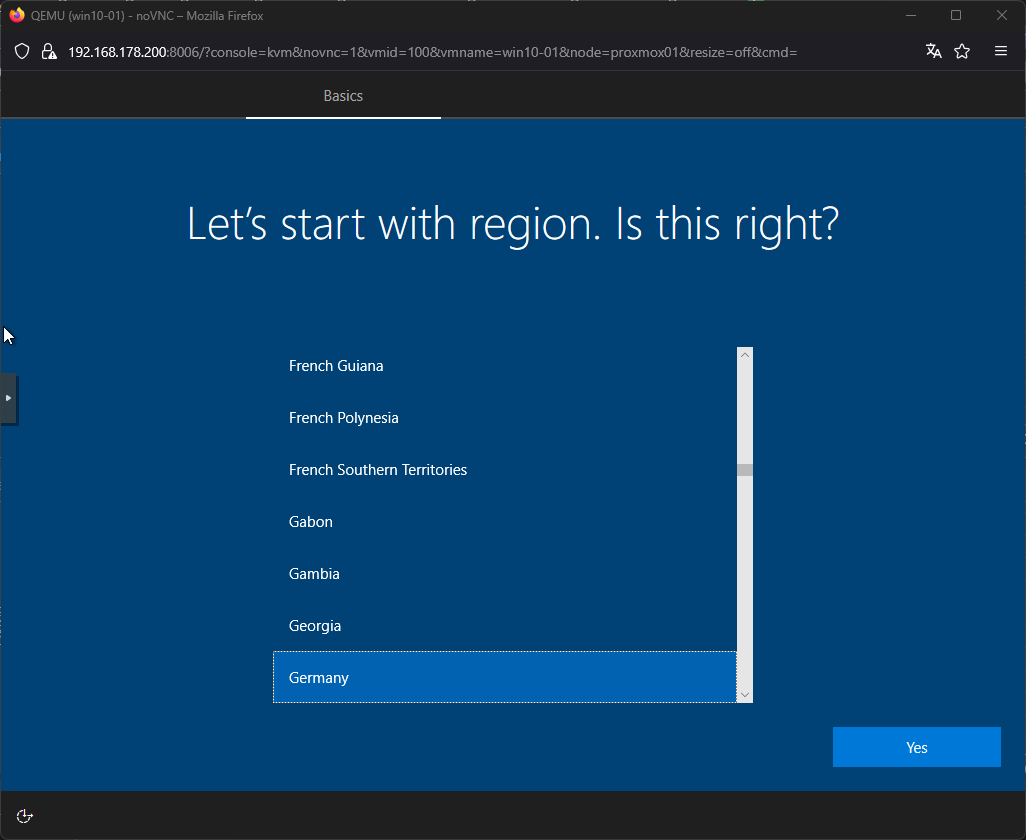 QEMU (win10-01) - noVNC – Mozilla Firefox
192.168.178.200:8006/?console=kvm&novnc=1&vmid=100&vmname=win10-01&node=proxmox01&resize=off&cmd=
Basics
Let’s start with region. Is this right?
French Guiana
French Polynesia
French Southern Territories
Gabon
Gambia
Georgia
Germany
Yes